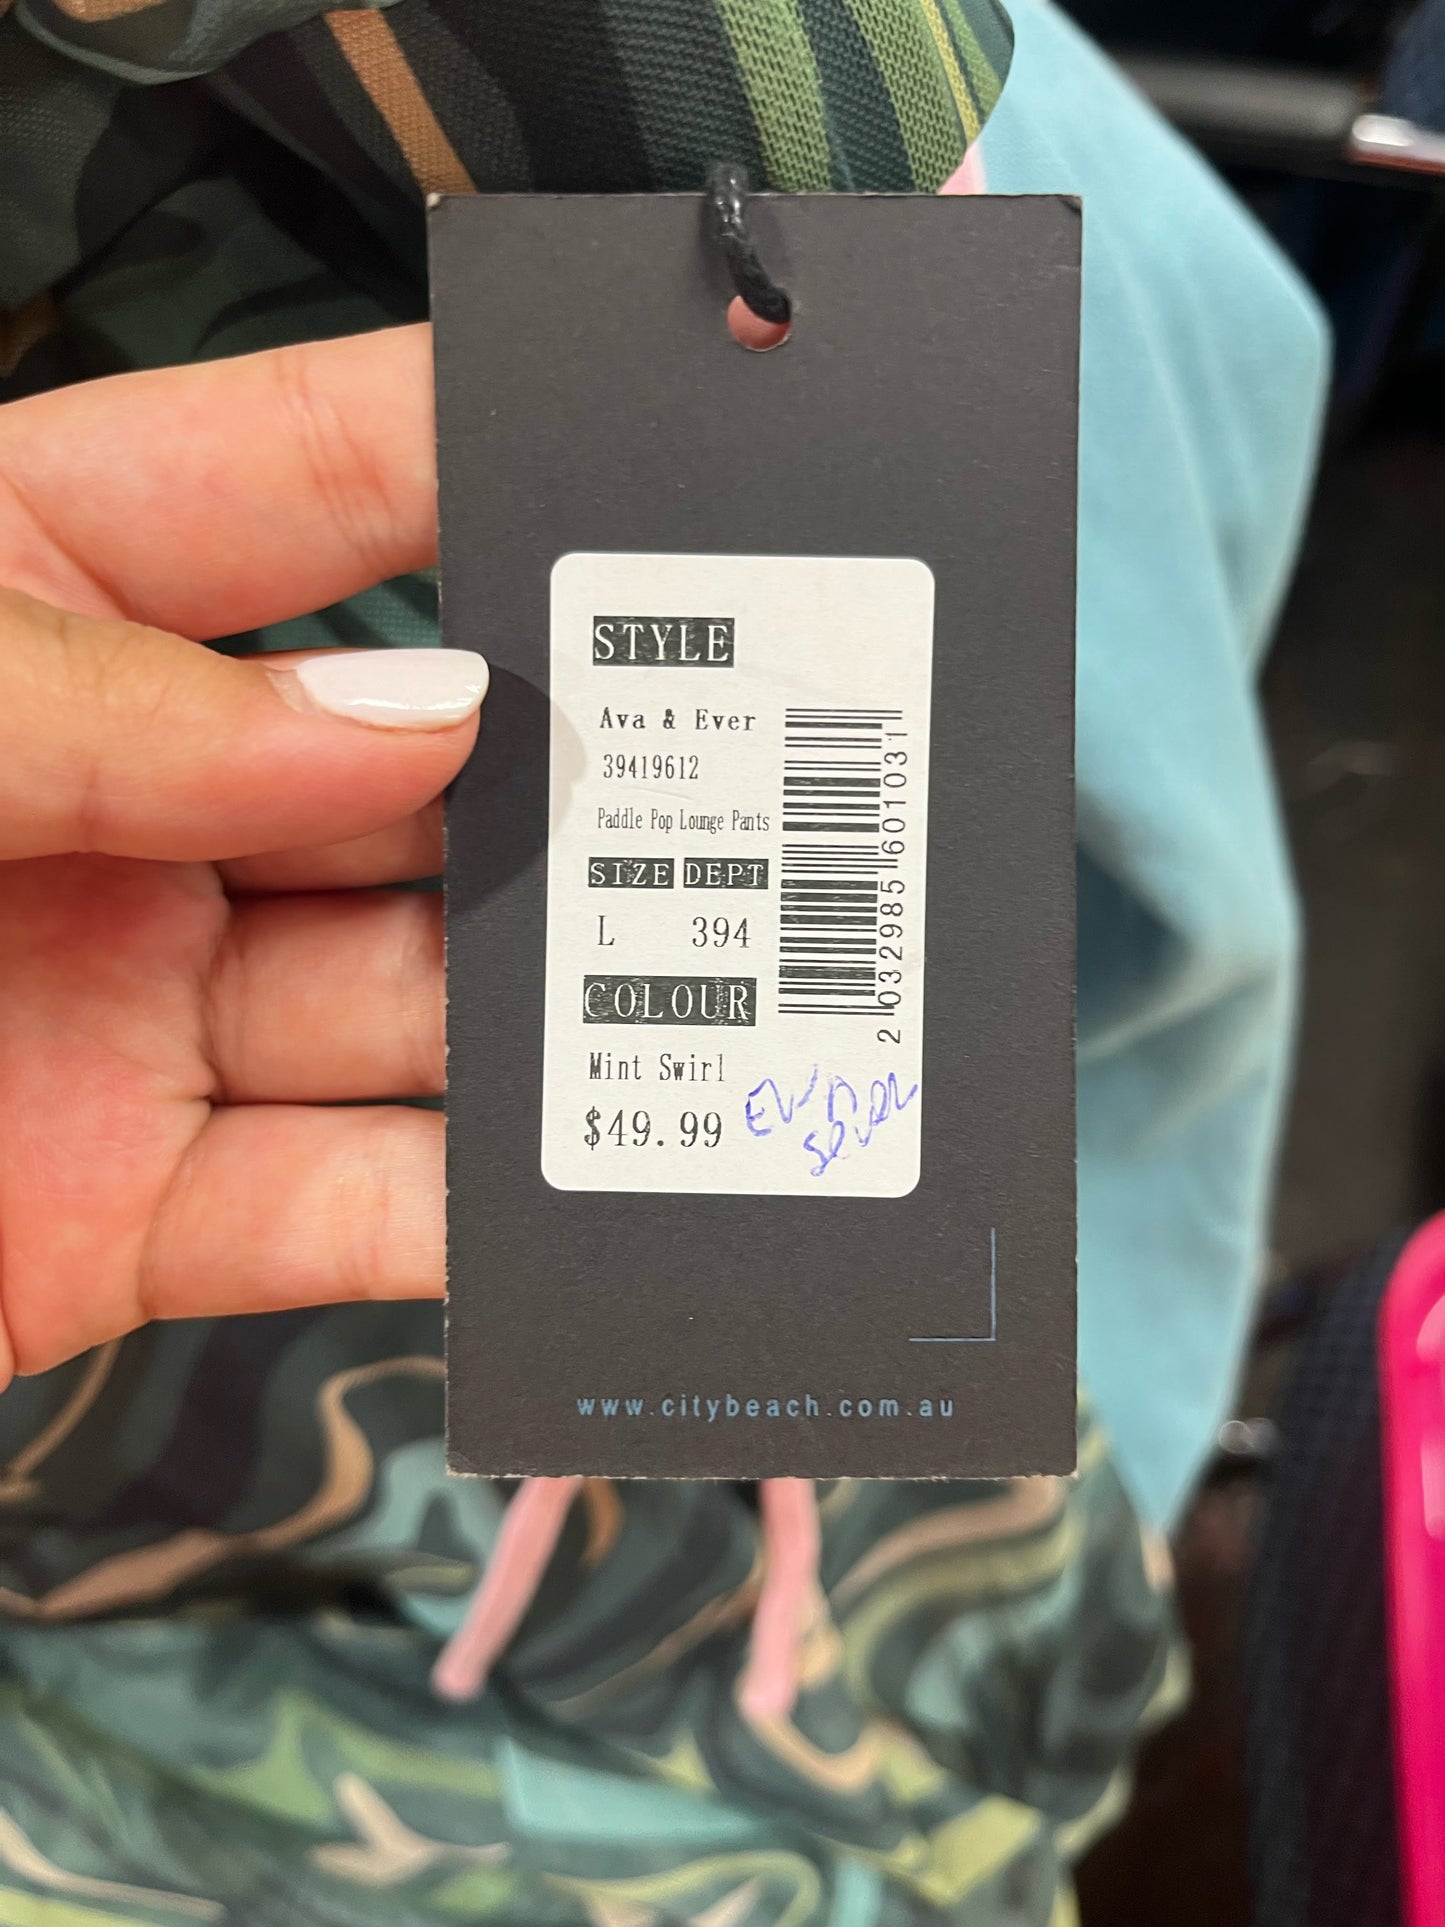 STYLE
Ava & Ever
39419612
Paddle Pop Lounge Pants
SIZE DEPT
L 394
COLOUR
Mint Swirl
$49.99
2 032985 601031
www.citybeach.com.au